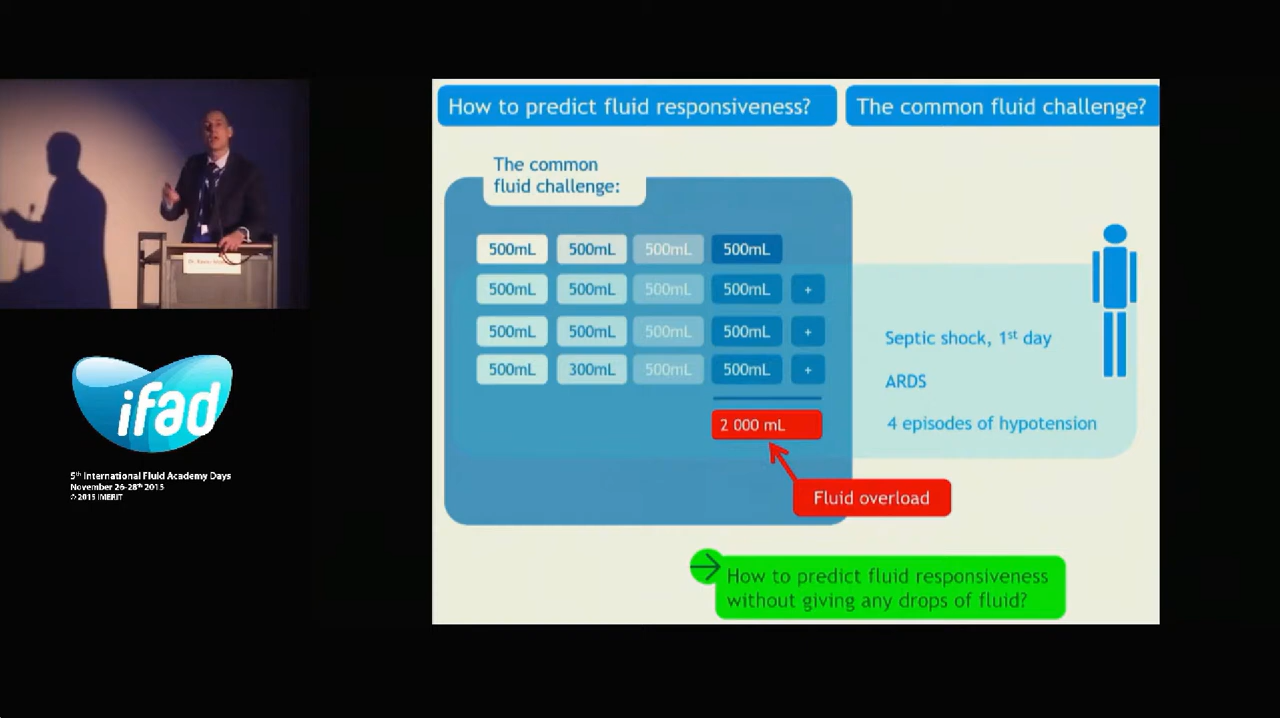 How to predict fluid responsiveness?
The common fluid challenge?
The common
fluid challenge:
500mL 500mL 500mL 500mL
500mL 500mL 500mL 500mL +
500mL 500mL 500mL 500mL +
500mL 300mL 500mL 500mL +
2 000 mL
Fluid overload
Septic shock, 1st day
ARDS
4 episodes of hypotension
How to predict fluid responsiveness
without giving any drops of fluid?
ifad
5th International Fluid Academy Days
November 26-28th 2015
© 2015 iMERIT
Dr.